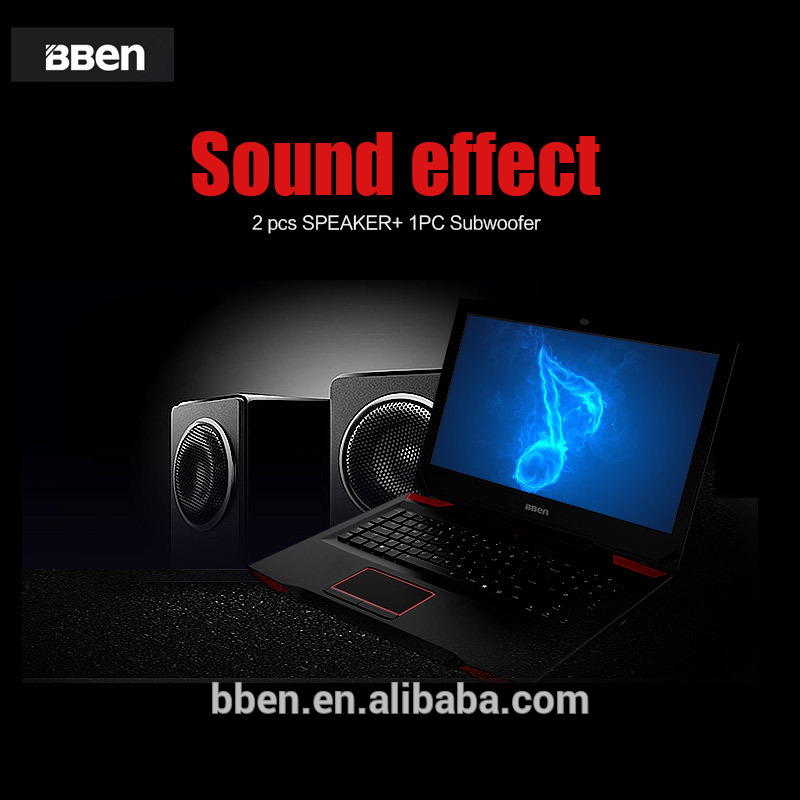 BBEN
Sound effect
2 pcs SPEAKER+ 1PC Subwoofer
BBEN
bben.en.alibaba.com